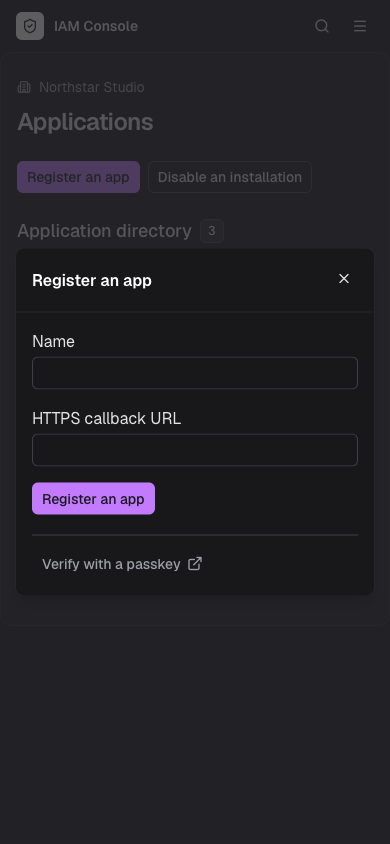 IAM Console
Northstar Studio
Applications
Register an app
Disable an installation
Application directory 3
Register an app
Name
HTTPS callback URL
Register an app
Verify with a passkey